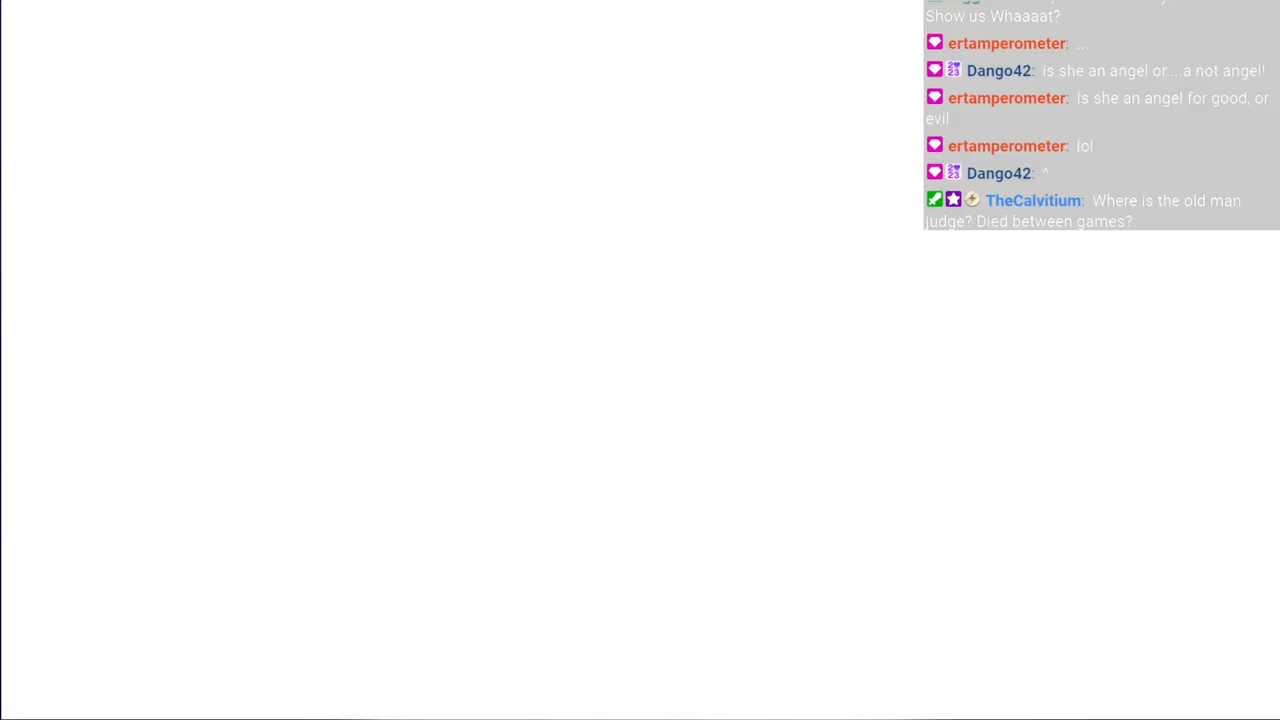 Show us Whaaaat?
ertamperometer: ...
Dango42: is she an angel or....a not angel!
ertamperometer: Is she an angel for good, or
evil
ertamperometer: lol
Dango42: ^
TheCalvitium: Where is the old man
judge? Died between games?